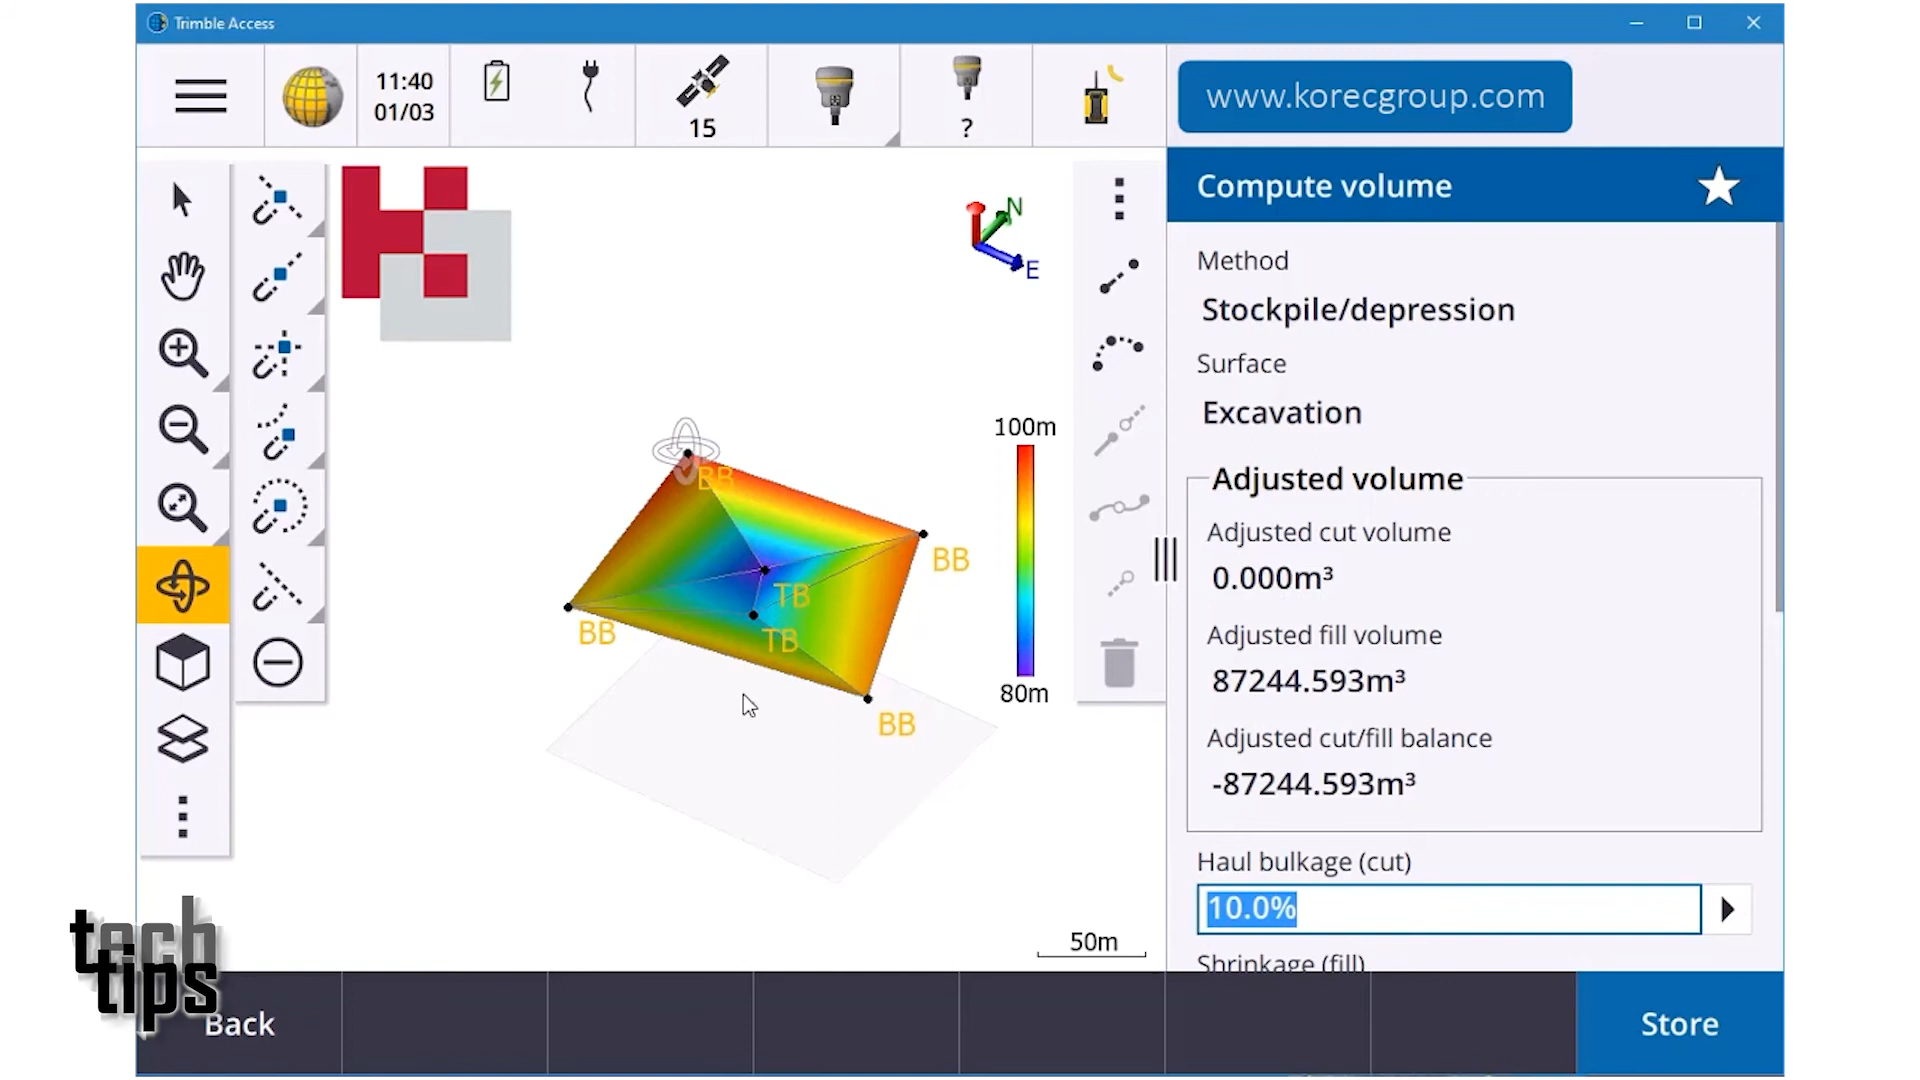 Trimble Access
11:40
01/03
15
?
www.korecgroup.com
Compute volume
Method
Stockpile/depression
Surface
Excavation
Adjusted volume
Adjusted cut volume
0.000m³
Adjusted fill volume
87244.593m³
Adjusted cut/fill balance
-87244.593m³
Haul bulkage (cut)
10.0%
Shrinkage (fill)
N
E
100m
80m
BB
BB
TB
BB
TB
BB
50m
tech
tips
Back
Store